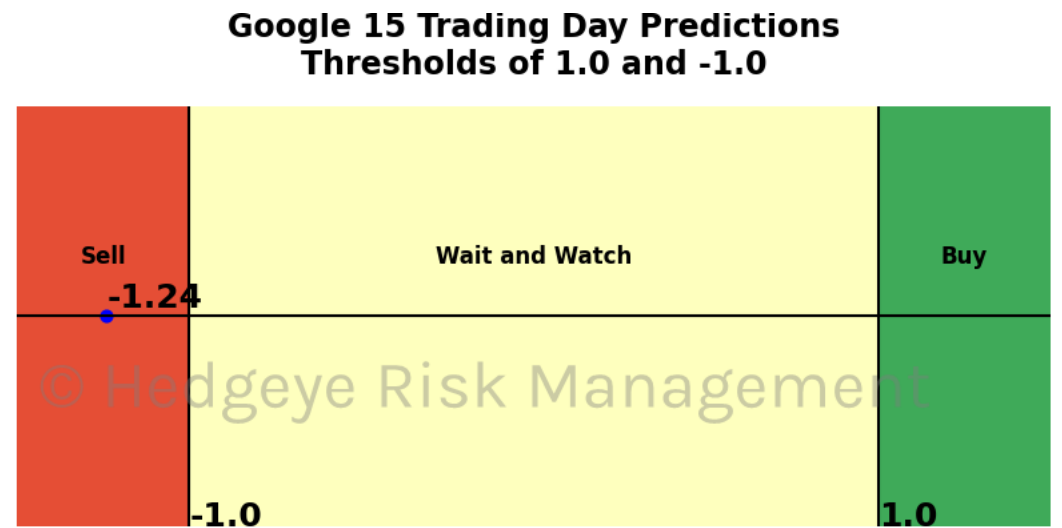 Google 15 Trading Day Predictions
Thresholds of 1.0 and -1.0
Sell
Wait and Watch
Buy
-1.24
© Hedgeye Risk Management
-1.0
1.0